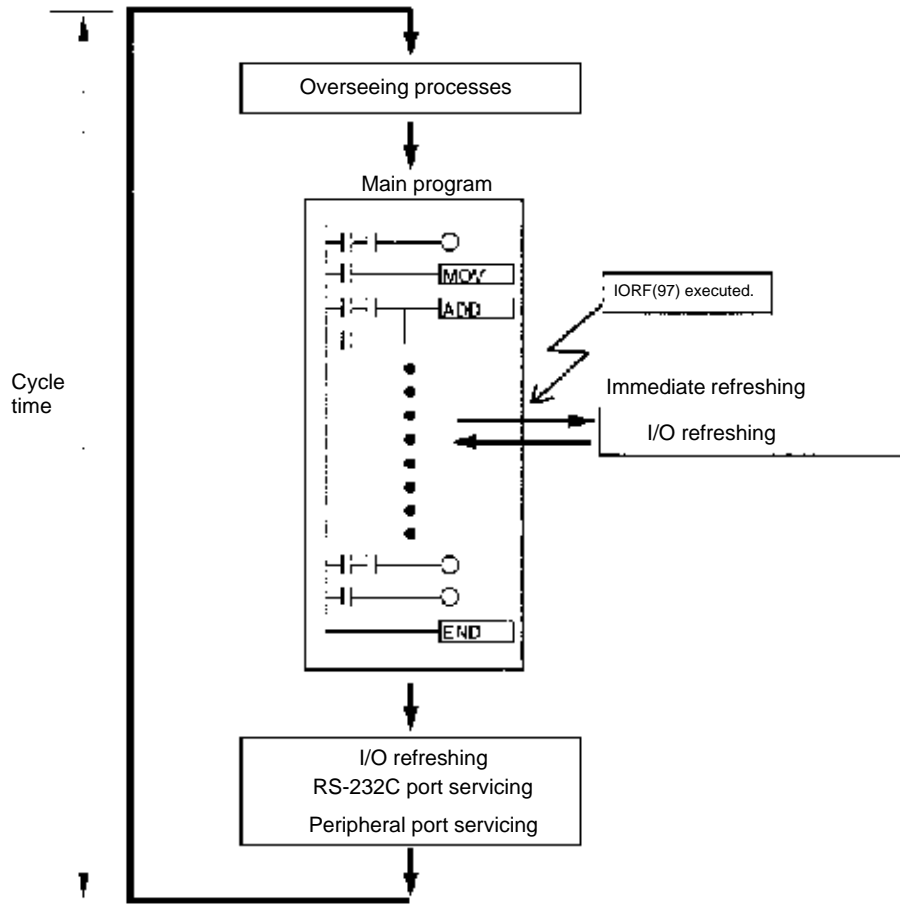 Overseeing processes
Main program
MOV
ADD
IORF(97) executed.
Cycle
time
Immediate refreshing
I/O refreshing
END
I/O refreshing
RS-232C port servicing
Peripheral port servicing